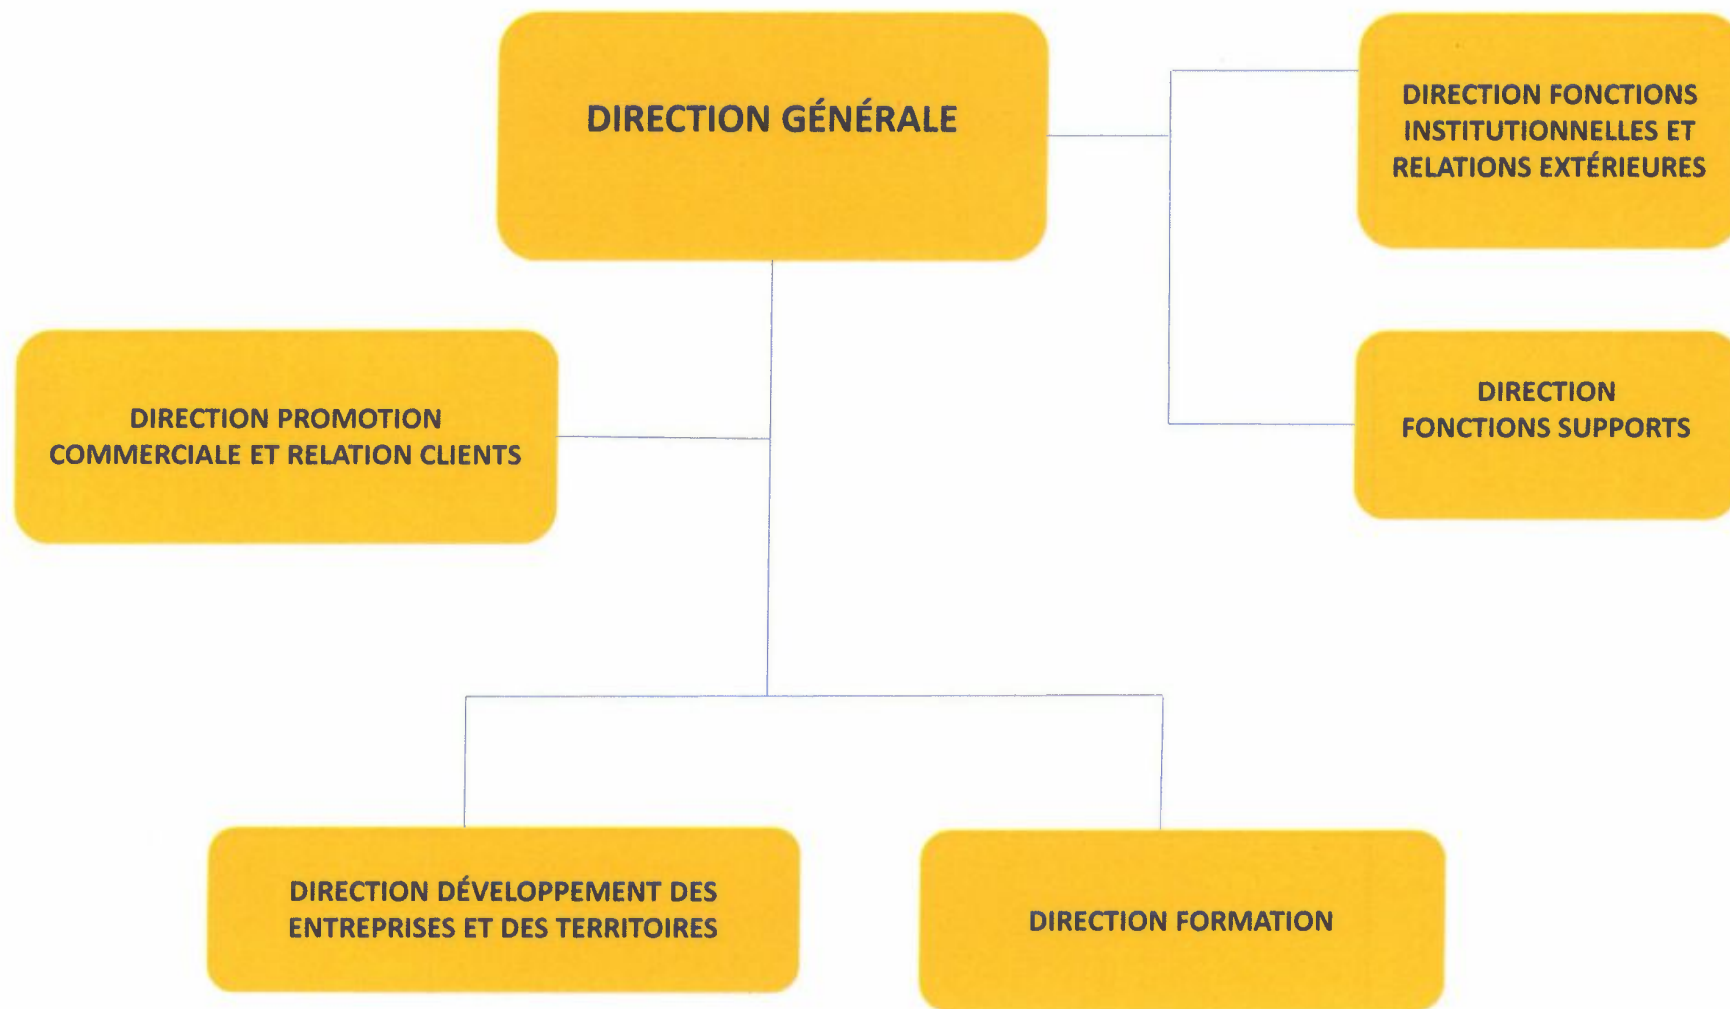 DIRECTION GÉNÉRALE
DIRECTION FONCTIONS
INSTITUTIONNELLES ET
RELATIONS EXTÉRIEURES
DIRECTION PROMOTION
COMMERCIALE ET RELATION CLIENTS
DIRECTION
FONCTIONS SUPPORTS
DIRECTION DÉVELOPPEMENT DES
ENTREPRISES ET DES TERRITOIRES
DIRECTION FORMATION